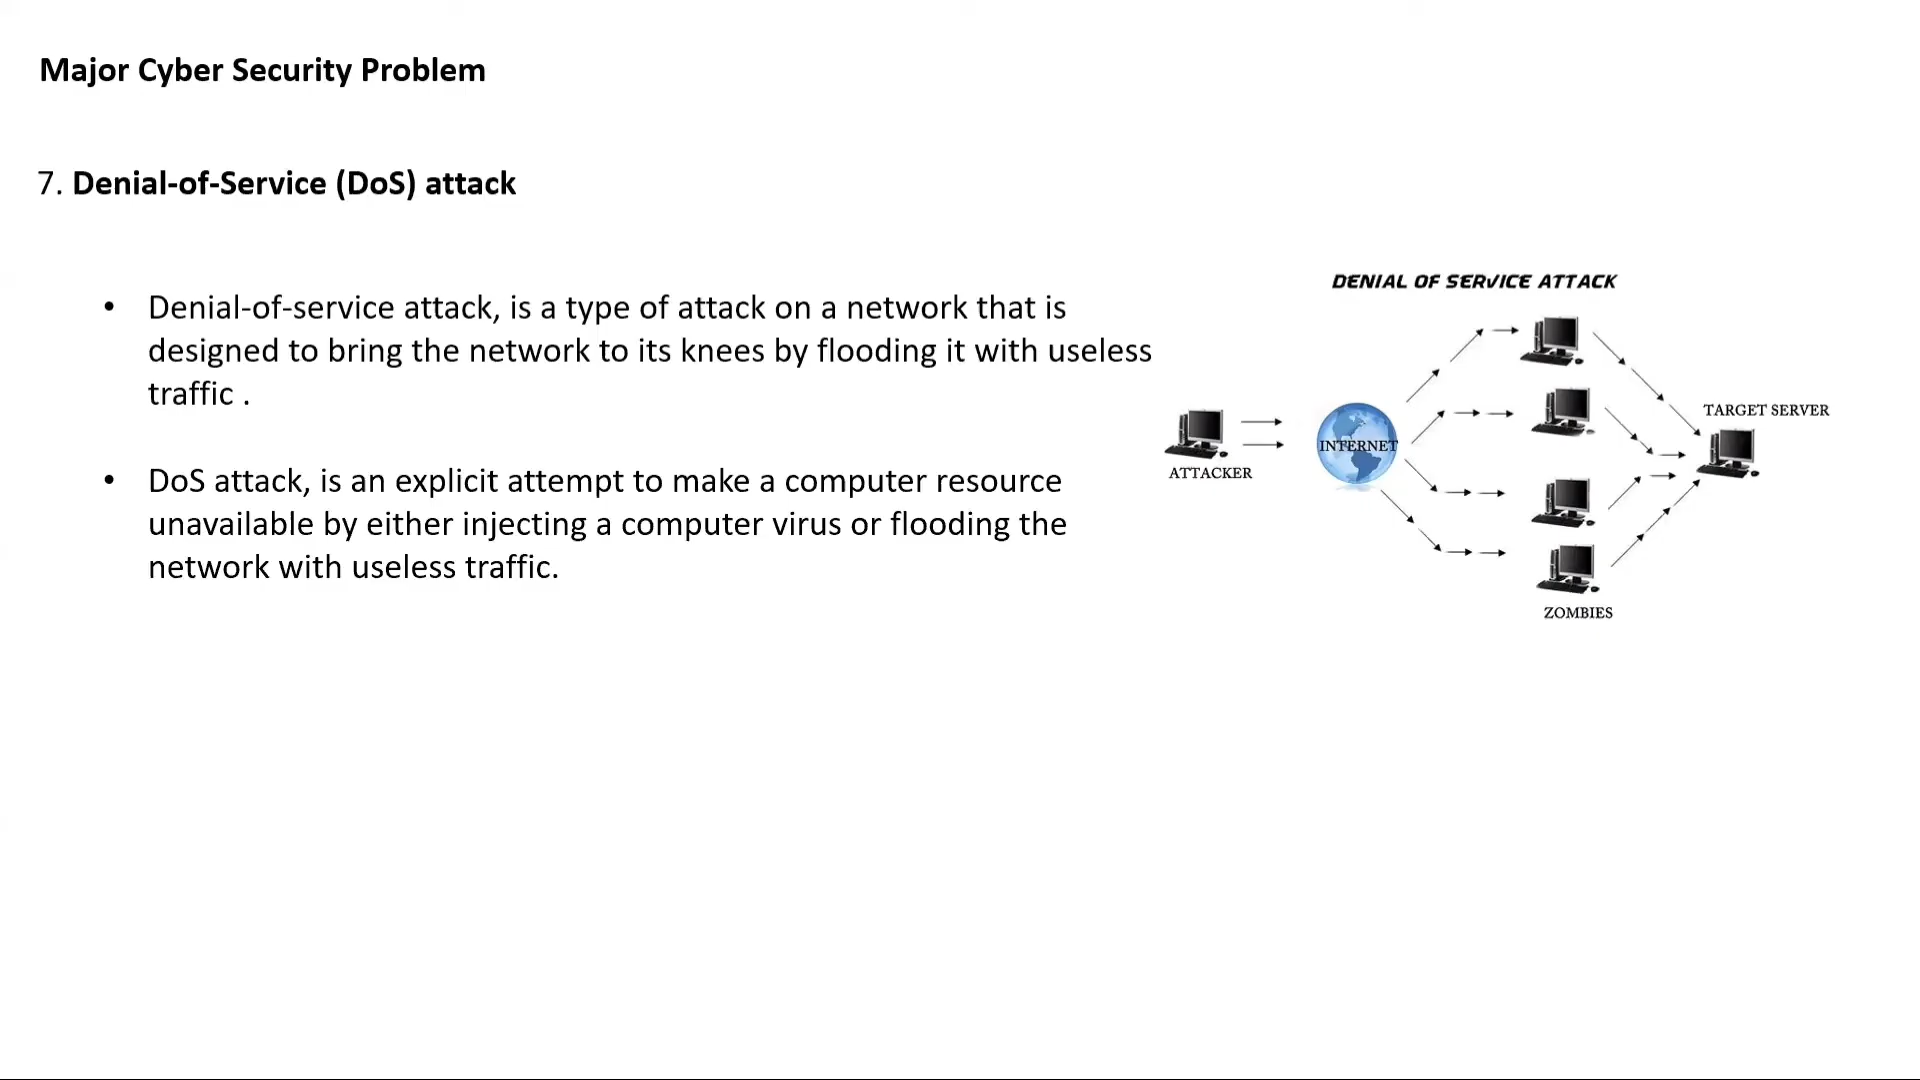 Major Cyber Security Problem
7. Denial-of-Service (DoS) attack
• Denial-of-service attack, is a type of attack on a network that is
designed to bring the network to its knees by flooding it with useless
traffic .
• DoS attack, is an explicit attempt to make a computer resource
unavailable by either injecting a computer virus or flooding the
network with useless traffic.
DENIAL OF SERVICE ATTACK
ATTACKER
INTERNET
TARGET SERVER
ZOMBIES